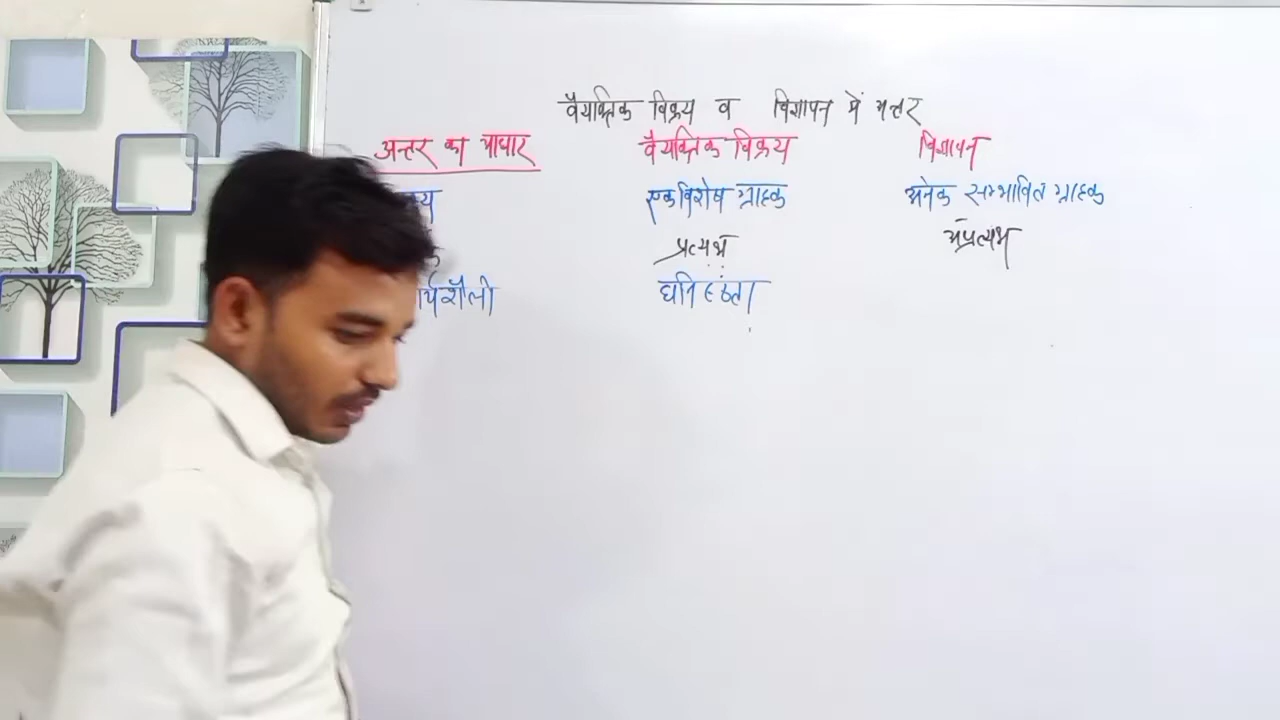 वैयक्तिक विक्रय व विज्ञापन में अन्तर
अन्तर का आधार वैयक्तिक विक्रय विज्ञापन
एक विशेष ग्राहक अनेक सम्भावित ग्राहक
प्रत्यक्ष अप्रत्यक्ष
घनिष्ठता